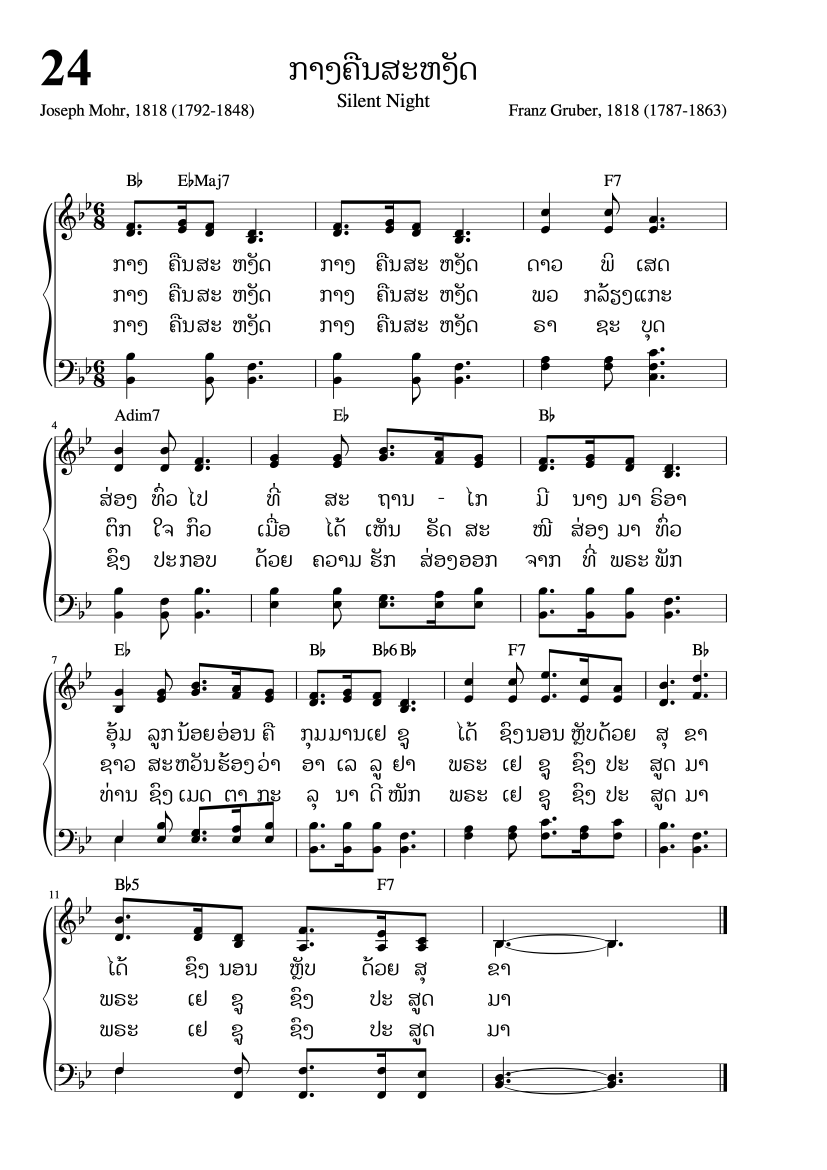 24
ກາງຄືນສະຫງັດ
Silent Night
Joseph Mohr, 1818 (1792-1848)
Franz Gruber, 1818 (1787-1863)
B♭ E♭Maj7 F7
ກາງ ຄືນສະ ຫງັດ ກາງ ຄືນສະ ຫງັດ ດາວ ພິ ເສດ
ກາງ ຄືນສະ ຫງັດ ກາງ ຄືນສະ ຫງັດ ພວ ກລ້ຽງແກະ
ກາງ ຄືນສະ ຫງັດ ກາງ ຄືນສະ ຫງັດ ຣາ ຊະ ບຸດ
4 Adim7 E♭ B♭
ສ່ອງ ທົ່ວ ໄປ ທີ່ ສະ ຖານ - ໄກ ມີ ນາງ ມາ ຣິອາ
ຕົກ ໃຈ ກົວ ເມື່ອ ໄດ້ ເຫັນ ຣັດ ສະ ໝີ ສ່ອງ ມາ ທົ່ວ
ຊົງ ປະກອບ ດ້ວຍ ຄວາມ ຮັກ ສ່ອງອອກ ຈາກ ທີ່ ພຣະ ພັກ
7 E♭ B♭ B♭6 B♭ F7 B♭
ອຸ້ມ ລູກ ນ້ອຍອ່ອນ ຄື ກຸມມານເຢ ຊູ ໄດ້ ຊົງນອນ ຫຼັບດ້ວຍ ສຸ ຂາ
ຊາວ ສະຫວັນຮ້ອງວ່າ ອາ ເລ ລູ ຢາ ພຣະ ເຢ ຊູ ຊົງ ປະ ສູດ ມາ
ທ່ານ ຊົງ ເມດ ຕາ ກະ ລຸ ນາ ດີ ໜັກ ພຣະ ເຢ ຊູ ຊົງ ປະ ສູດ ມາ
11 B♭5 F7
ໄດ້ ຊົງ ນອນ ຫຼັບ ດ້ວຍ ສຸ ຂາ
ພຣະ ເຢ ຊູ ຊົງ ປະ ສູດ ມາ
ພຣະ ເຢ ຊູ ຊົງ ປະ ສູດ ມາ